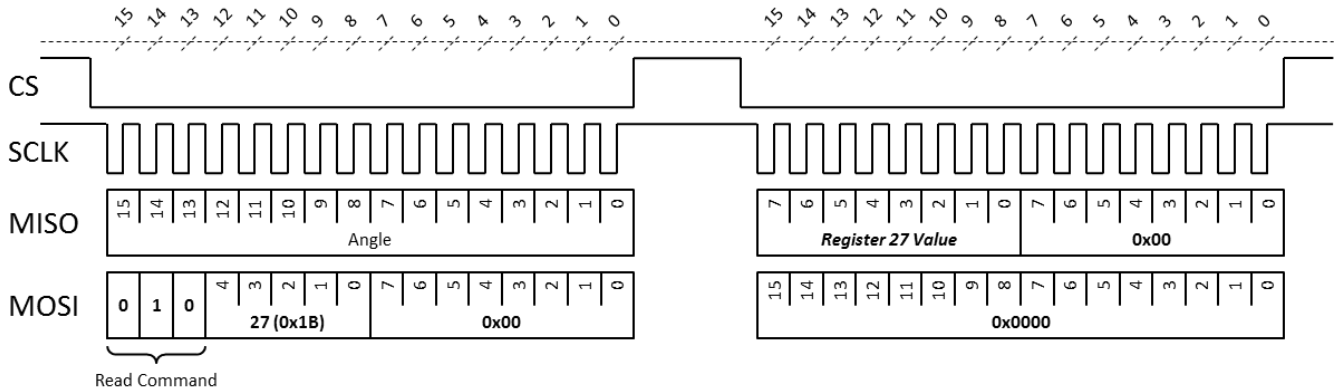 15 14 13 12 11 10 9 8 7 6 5 4 3 2 1 0 15 14 13 12 11 10 9 8 7 6 5 4 3 2 1 0
CS
SCLK
MISO 15 14 13 12 11 10 9 8 7 6 5 4 3 2 1 0 7 6 5 4 3 2 1 0 7 6 5 4 3 2 1 0
Angle Register 27 Value 0x00
MOSI 0 1 0 4 3 2 1 0 7 6 5 4 3 2 1 0 15 14 13 12 11 10 9 8 7 6 5 4 3 2 1 0
27 (0x1B) 0x00 0x0000
Read Command